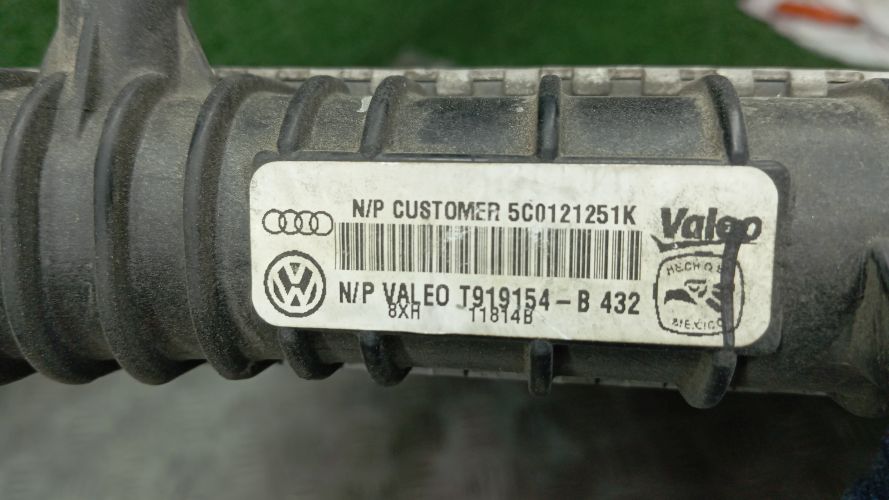 N/P CUSTOMER 5C0121251K
Valeo
HECHO EN
MEXICO
N/P VALEO T919154-B 432
8XH 11814B